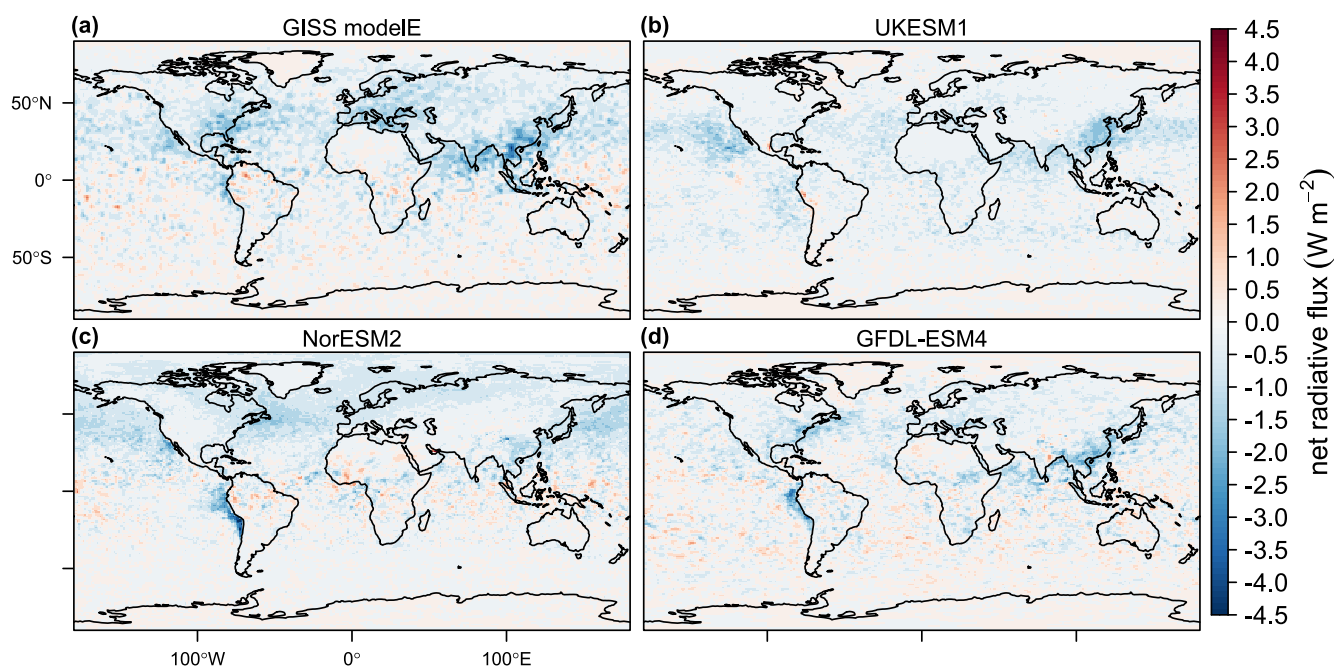 (a)
GISS modelE
(b)
UKESM1
50°N
0°
50°S
(c)
NorESM2
(d)
GFDL-ESM4
100°W
0°
100°E
4.5
4.0
3.5
3.0
2.5
2.0
1.5
1.0
0.5
0.0
-0.5
-1.0
-1.5
-2.0
-2.5
-3.0
-3.5
-4.0
-4.5
net radiative flux (W m⁻²)